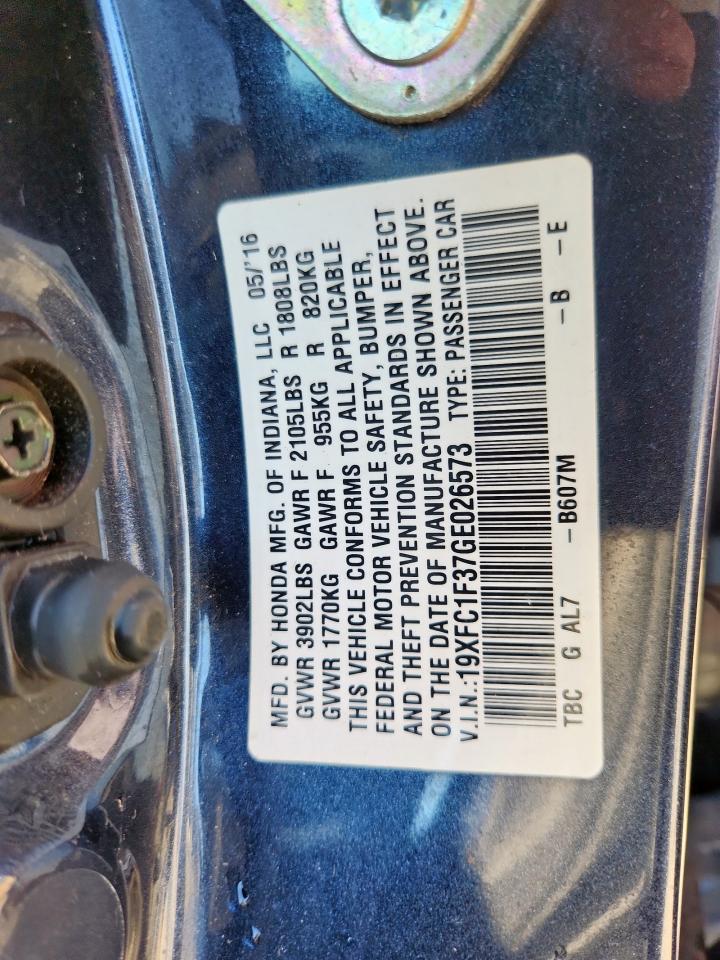 MFD. BY HONDA MFG. OF INDIANA, LLC 05/'16
GVWR 3902LBS GAWR F 2105LBS R 1808LBS
GVWR 1770KG GAWR F 955KG R 820KG
THIS VEHICLE CONFORMS TO ALL APPLICABLE
FEDERAL MOTOR VEHICLE SAFETY, BUMPER,
AND THEFT PREVENTION STANDARDS IN EFFECT
ON THE DATE OF MANUFACTURE SHOWN ABOVE.
V.I.N.:19XFC1F37GE026573 TYPE: PASSENGER CAR
TBC G AL7 -B607M -B -E